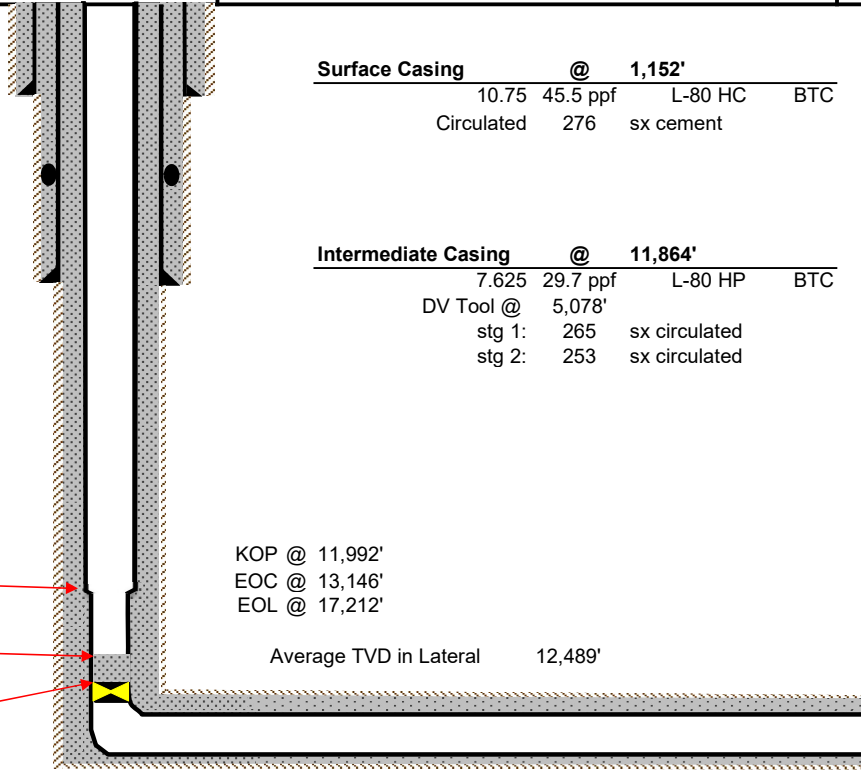 Surface Casing @ 1,152'
10.75 45.5 ppf L-80 HC BTC
Circulated 276 sx cement
Intermediate Casing @ 11,864'
7.625 29.7 ppf L-80 HP BTC
DV Tool @ 5,078'
stg 1: 265 sx circulated
stg 2: 253 sx circulated
KOP @ 11,992'
EOC @ 13,146'
EOL @ 17,212'
Average TVD in Lateral 12,489'